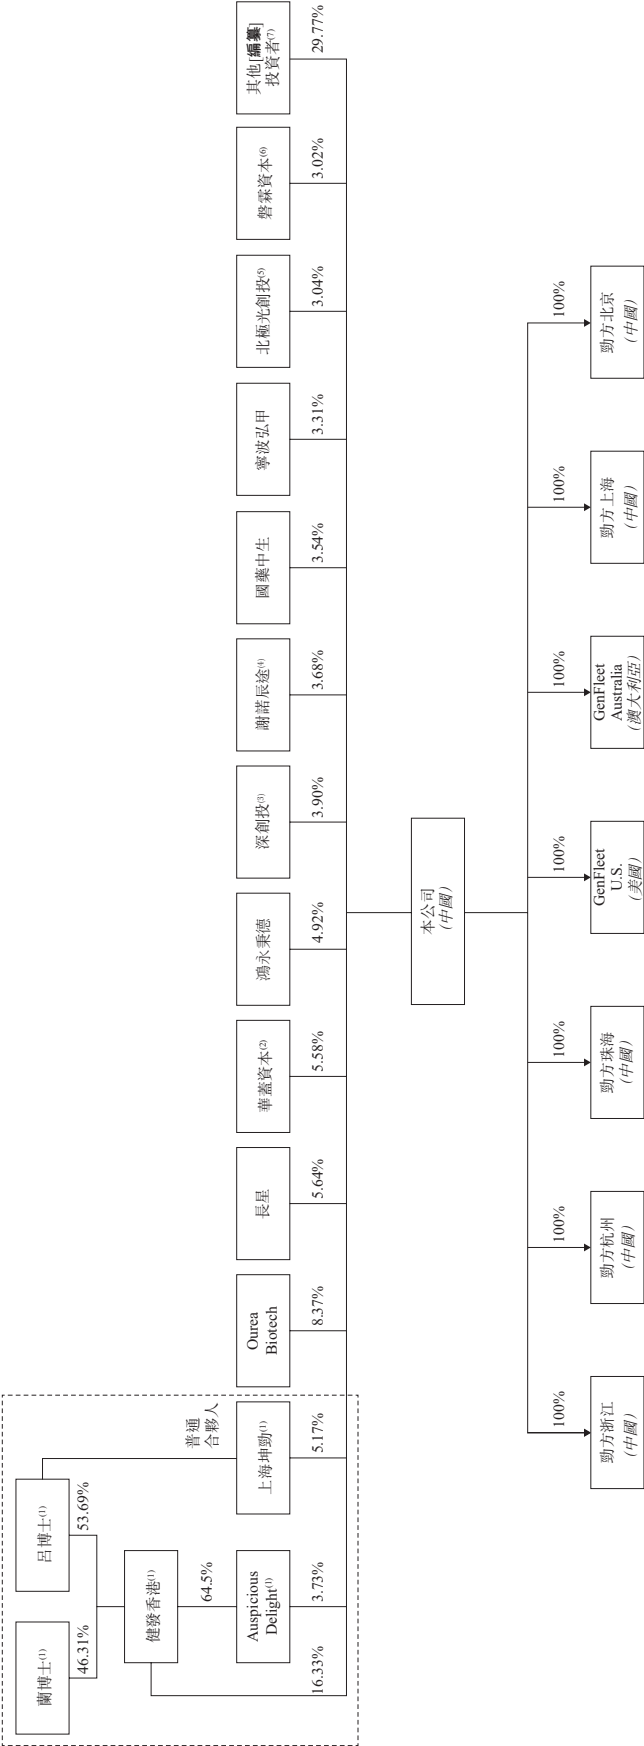 蘭博士(1)
呂博士(1)
46.31%
53.69%
健發香港(1)
64.5%
普通
合夥人
Auspicious
Delight(1)
上海坤勁(1)
Ourea
Biotech
長星
華蓋資本(2)
鴻永秉德
深創投(3)
謝諾辰途(4)
國藥中生
寧波弘甲
北極光創投(5)
磐霖資本(6)
其他[編纂]
投資者(7)
16.33%
3.73%
5.17%
8.37%
5.64%
5.58%
4.92%
3.90%
3.68%
3.54%
3.31%
3.04%
3.02%
29.77%
本公司
(中國)
100%
100%
100%
100%
100%
100%
100%
勁方浙江
(中國)
勁方杭州
(中國)
勁方珠海
(中國)
GenFleet
U.S.
(美國)
GenFleet
Australia
(澳大利亞)
勁方上海
(中國)
勁方北京
(中國)